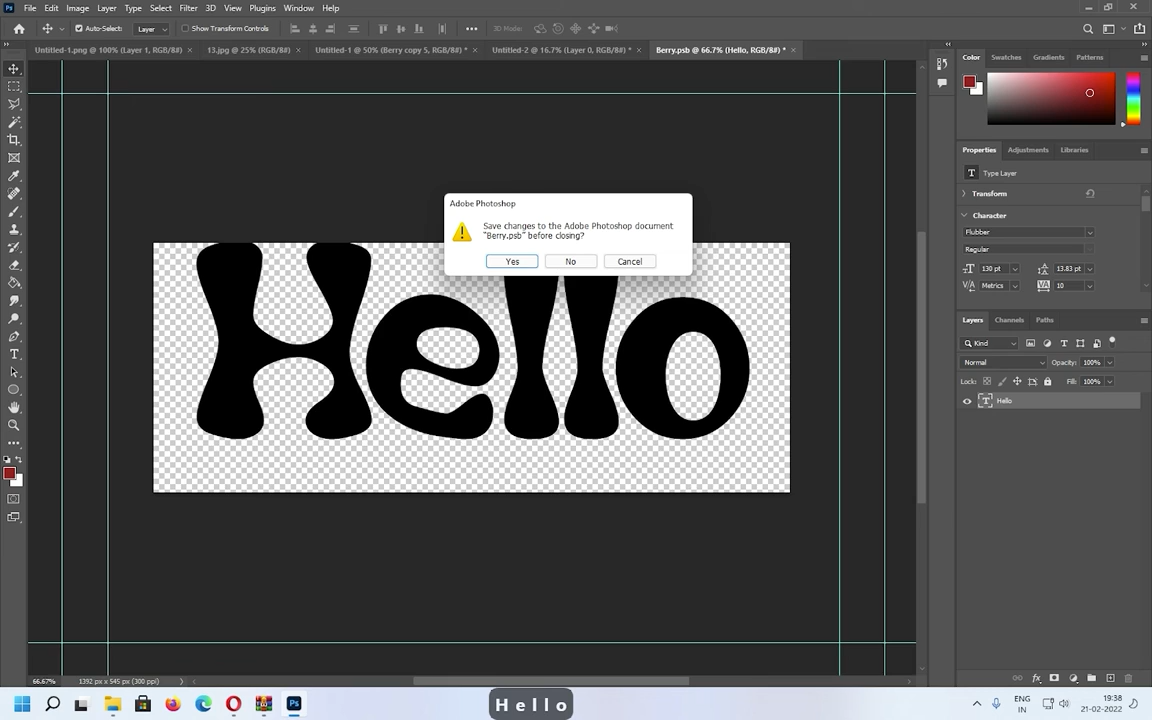 Ps File Edit Image Layer Type Select Filter 3D View Plugins Window Help
Auto-Select: Layer Show Transform Controls 3D Mode:
Untitled-1.png @ 100% (Layer 1, RGB/8#) × 13.jpg @ 25% (RGB/8#) × Untitled-1 @ 50% (Berry copy 5, RGB/8#) * × Untitled-2 @ 16.7% (Layer 0, RGB/8#) * × Berry.psb @ 66.7% (Hello, RGB/8#) * ×
Color Swatches Gradients Patterns
Properties Adjustments Libraries
T Type Layer
Transform
Character
Flubber
Regular
130 pt 13.83 pt
Metrics 10
Layers Channels Paths
Kind
Normal Opacity: 100%
Lock: Fill: 100%
T Hello
Adobe Photoshop
Save changes to the Adobe Photoshop document
"Berry.psb" before closing?
Yes No Cancel
Hello
66.67% 1392 px x 545 px (300 ppi)
Ps Hello ENG
IN
19:38
21-02-2022